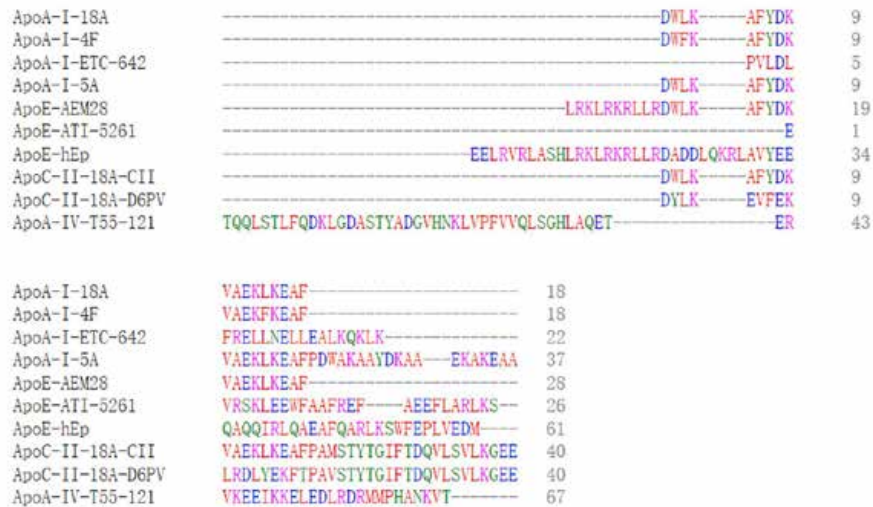 ApoA-I-18A ----------------------------------------------DWLK-----AFYDK 9
ApoA-I-4F ----------------------------------------------DWFK-----AFYDK 9
ApoA-I-ETC-642 -------------------------------------------------------PVLDL 5
ApoA-I-5A ----------------------------------------------DWLK-----AFYDK 9
ApoE-AEM28 ------------------------------------LRKLRKRLLRDWLK-----AFYDK 19
ApoE-ATI-5261 -----------------------------------------------------------E 1
ApoE-hEp --------------------------EELRVRLASHLRKLRKRLLRDADDLQKRLAVYEE 34
ApoC-II-18A-CII ----------------------------------------------DWLK-----AFYDK 9
ApoC-II-18A-D6PV ----------------------------------------------DYLK-----EVFEK 9
ApoA-IV-T55-121 TQQLSTLFQDKLGDASTYADGVHNKLVPFVVQLSGHLAQET-----------------ER 43
ApoA-I-18A VAEKLKEAF---------------------- 18
ApoA-I-4F VAEKFKEAF---------------------- 18
ApoA-I-ETC-642 FRELLNELLEALKQKLK-------------- 22
ApoA-I-5A VAEKLKEAFPDWAKAAYDKAA---EKAKEAA 37
ApoE-AEM28 VAEKLKEAF---------------------- 28
ApoE-ATI-5261 VRSKLEEWFAAFREF----AEEFLARLKS-- 26
ApoE-hEp QAQQIRLQAEAFQARLKSWFEPLVEDM---- 61
ApoC-II-18A-CII VAEKLKEAFPAMSTYTGIFTDQVLSVLKGEE 40
ApoC-II-18A-D6PV LRDLYEKFTPAVSTYTGIFTDQVLSVLKGEE 40
ApoA-IV-T55-121 VKEEIKKELEDLRDRMMPHANKVT------- 67